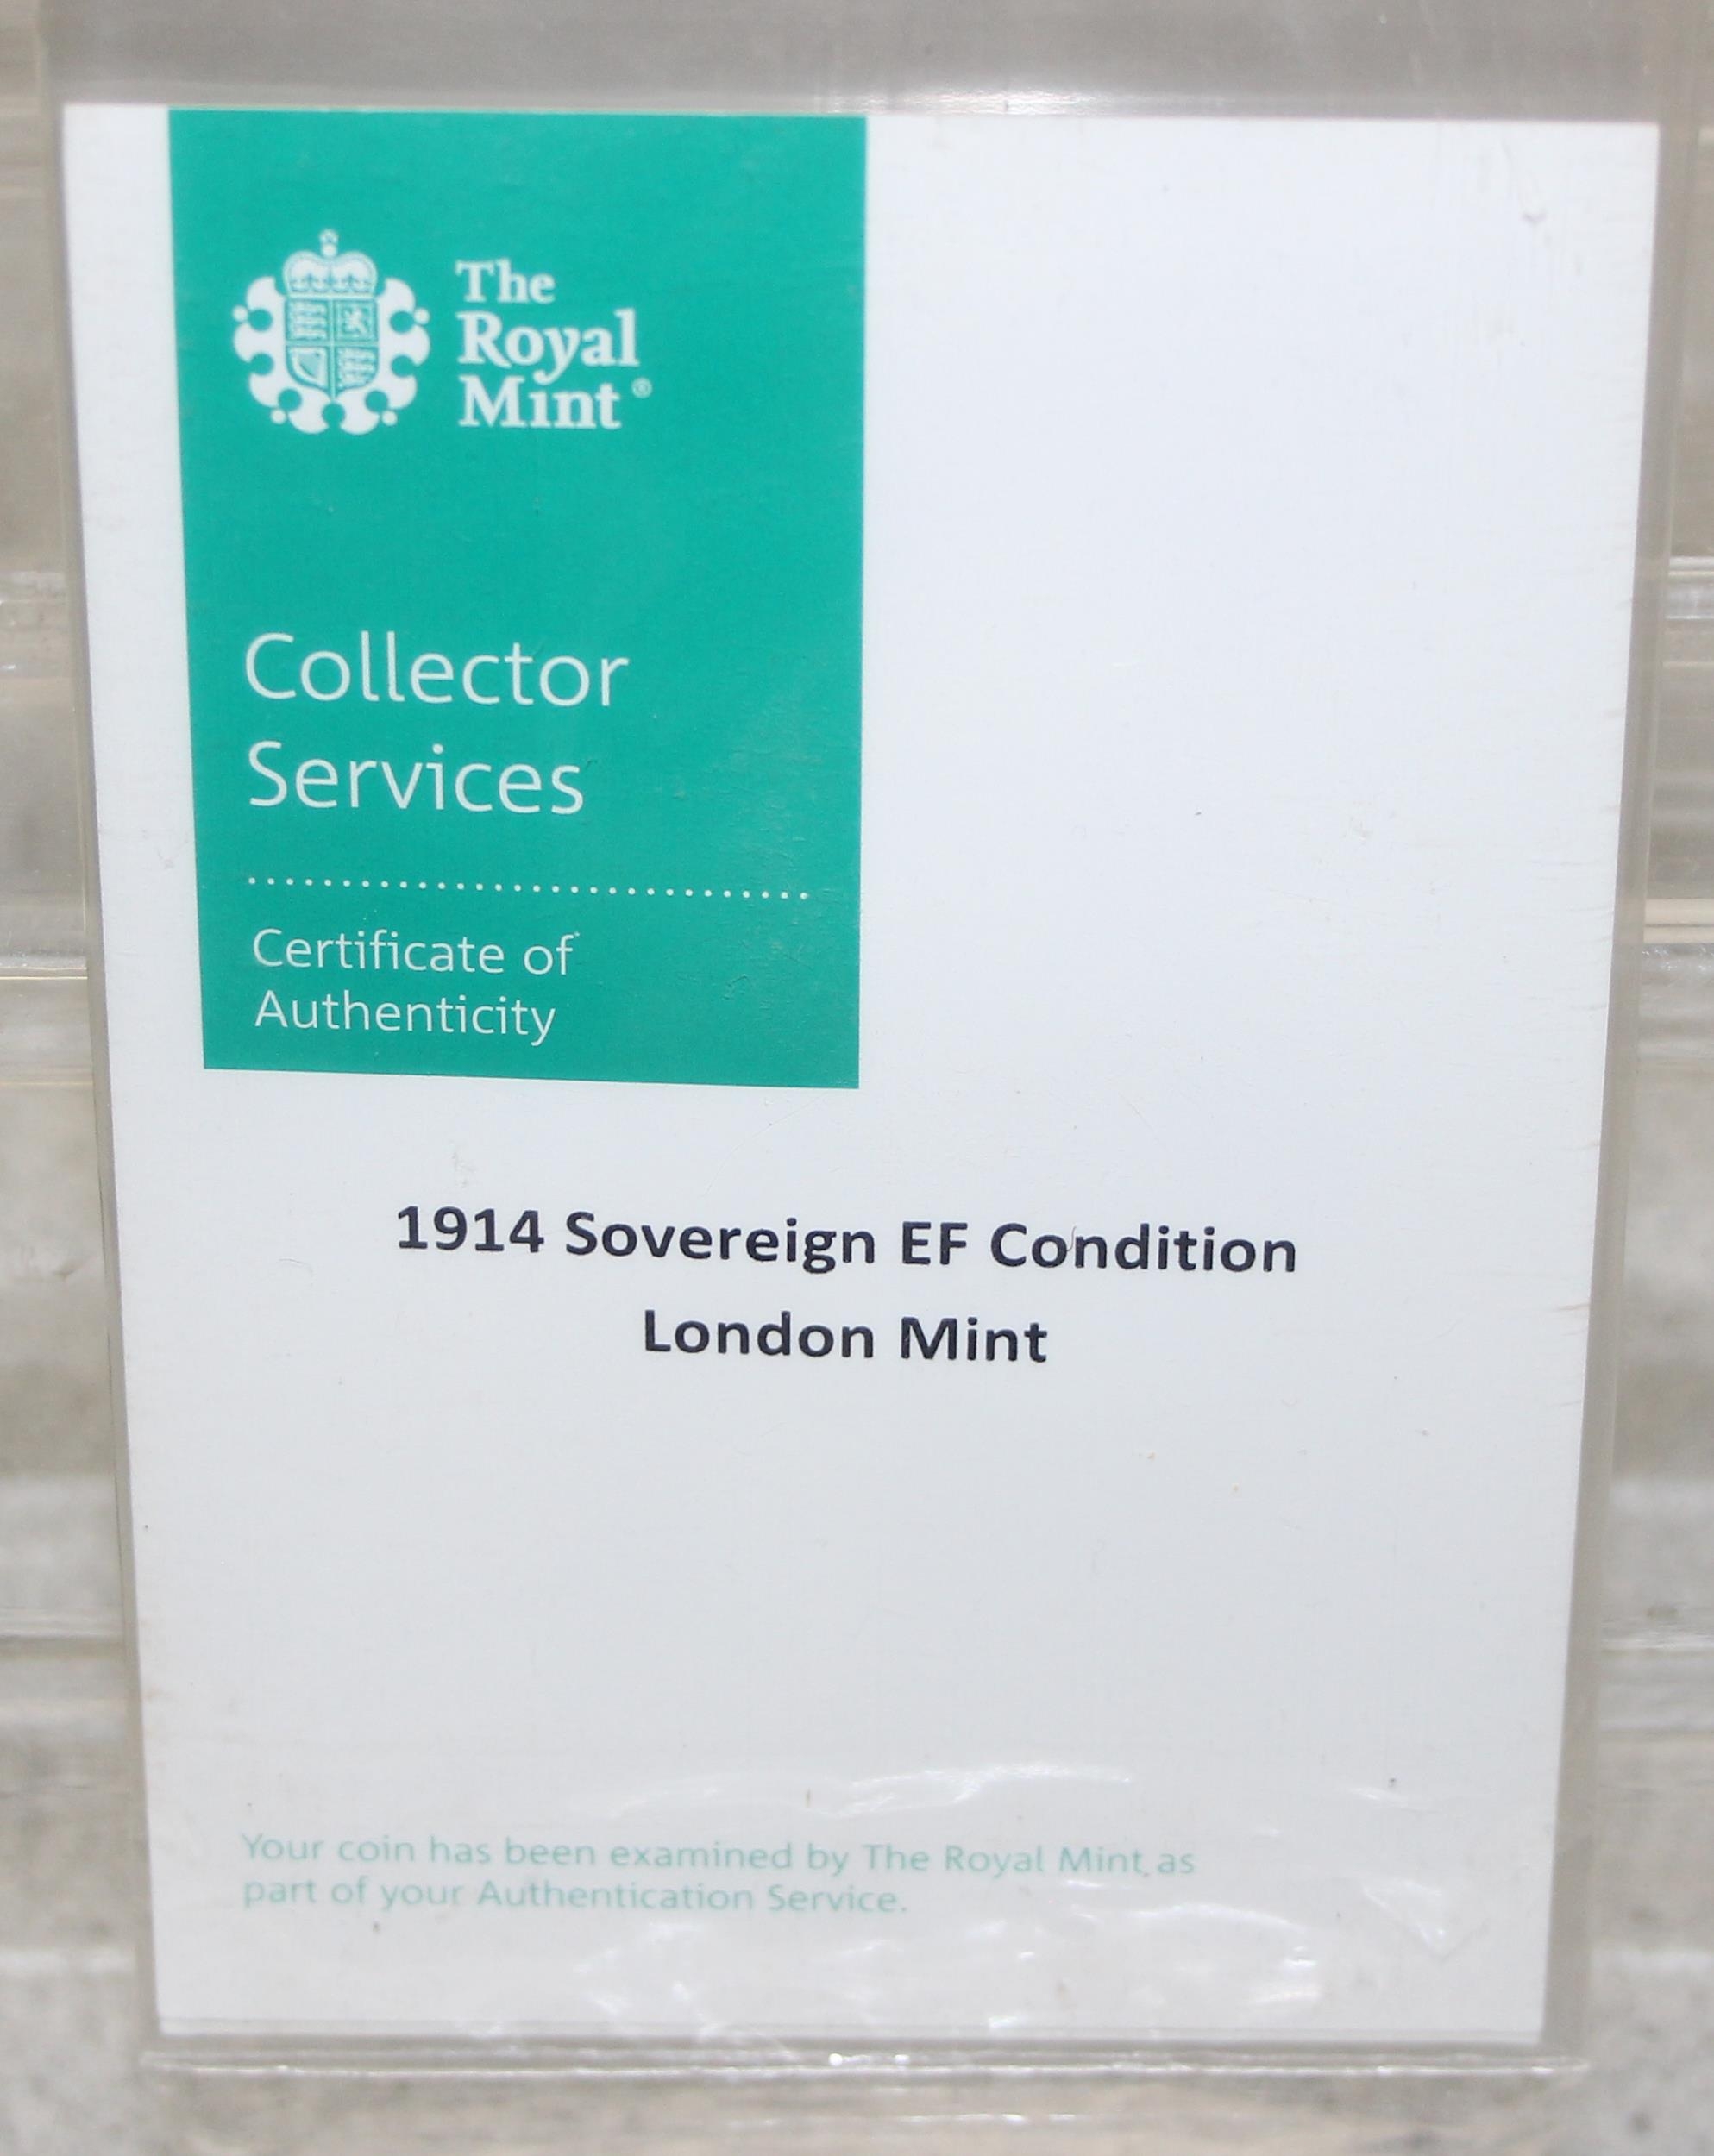 The
Royal
Mint®
Collector
Services
Certificate of
Authenticity
1914 Sovereign EF Condition
London Mint
Your coin has been examined by The Royal Mint as
part of your Authentication Service.